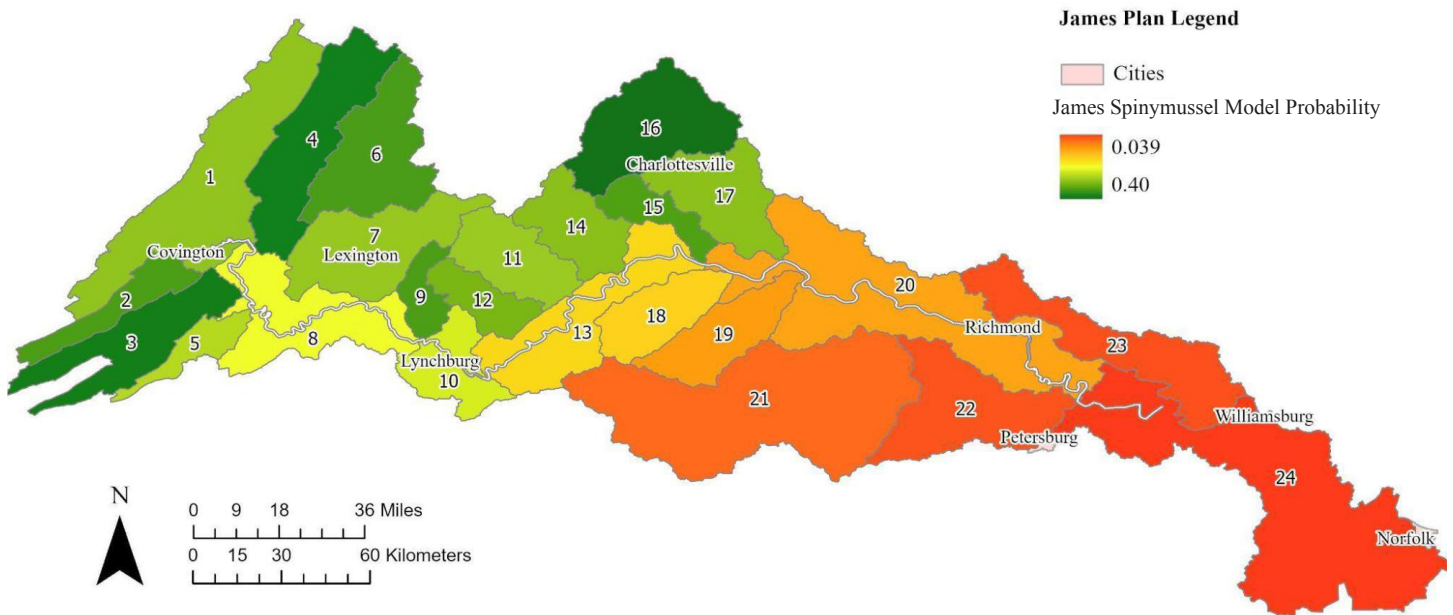 James Plan Legend
Cities
James Spinymussel Model Probability
0.039
0.40
16
4
Charlottesville
6
1
17
15
14
7
Covington
Lexington
11
20
2
9
12
18
Richmond
13
19
5
8
23
3
Lynchburg
10
21
22
Williamsburg
Petersburg
24
N
0 9 18 36 Miles
0 15 30 60 Kilometers
Norfolk